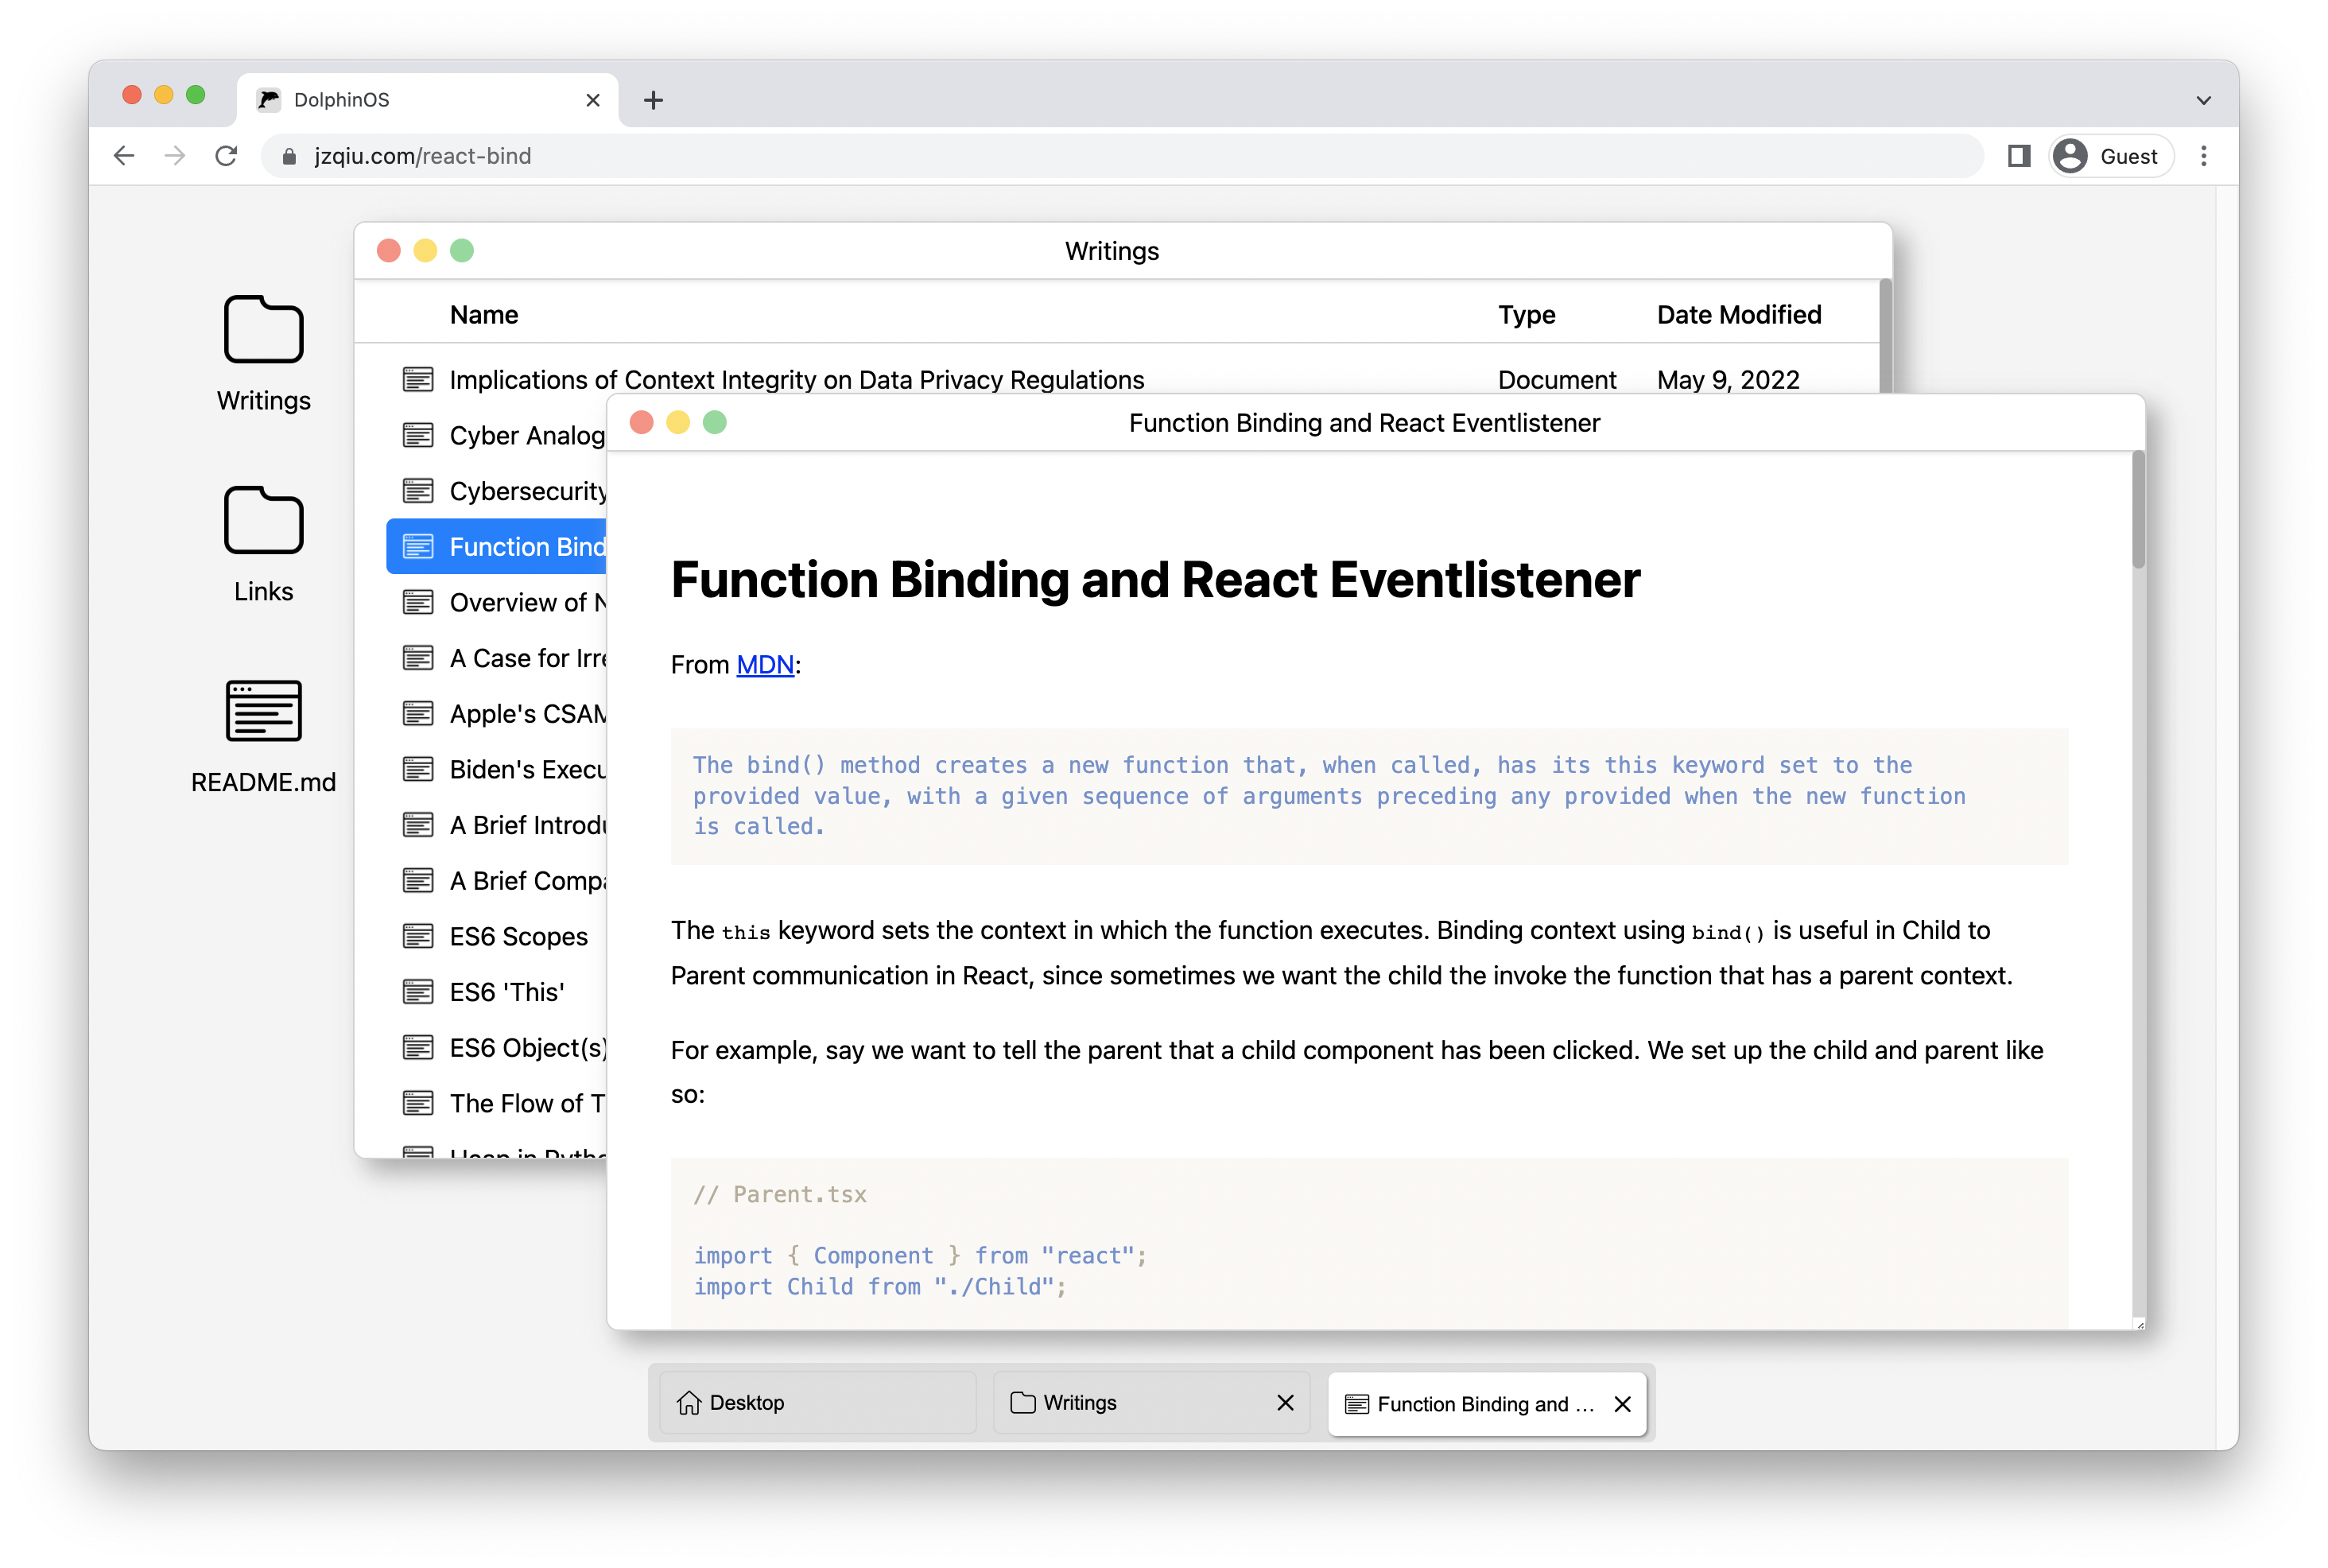 DolphinOS
jzqiu.com/react-bind
Guest
Writings
Links
README.md
Writings
Name Type Date Modified
Implications of Context Integrity on Data Privacy Regulations Document May 9, 2022
Cyber Analog
Cybersecurity
Function Bind
Overview of N
A Case for Irre
Apple's CSAM
Biden's Execu
A Brief Introdu
A Brief Compa
ES6 Scopes
ES6 'This'
ES6 Object(s)
The Flow of T
Heap in Pytho
Function Binding and React Eventlistener
Function Binding and React Eventlistener
From MDN:
The bind() method creates a new function that, when called, has its this keyword set to the
provided value, with a given sequence of arguments preceding any provided when the new function
is called.
The this keyword sets the context in which the function executes. Binding context using bind() is useful in Child to
Parent communication in React, since sometimes we want the child the invoke the function that has a parent context.
For example, say we want to tell the parent that a child component has been clicked. We set up the child and parent like
so:
// Parent.tsx
import { Component } from "react";
import Child from "./Child";
Desktop
Writings
Function Binding and ...